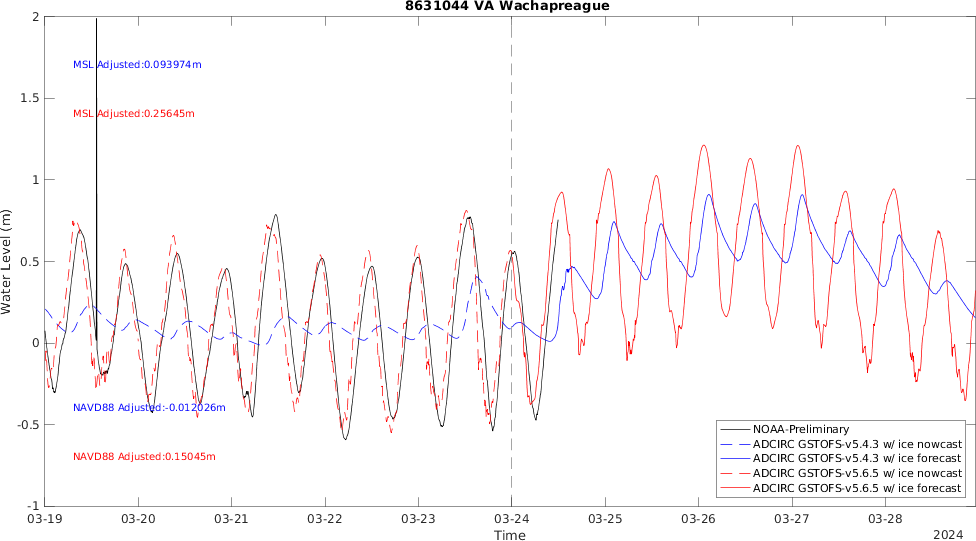 8631044 VA Wachapreague
2
1.5
1
0.5
0
-0.5
-1
Water Level (m)
MSL Adjusted:0.093974m
MSL Adjusted:0.25645m
NAVD88 Adjusted:-0.012026m
NAVD88 Adjusted:0.15045m
NOAA-Preliminary
ADCIRC GSTOFS-v5.4.3 w/ ice nowcast
ADCIRC GSTOFS-v5.4.3 w/ ice forecast
ADCIRC GSTOFS-v5.6.5 w/ ice nowcast
ADCIRC GSTOFS-v5.6.5 w/ ice forecast
03-19 03-20 03-21 03-22 03-23 03-24 03-25 03-26 03-27 03-28
Time
2024